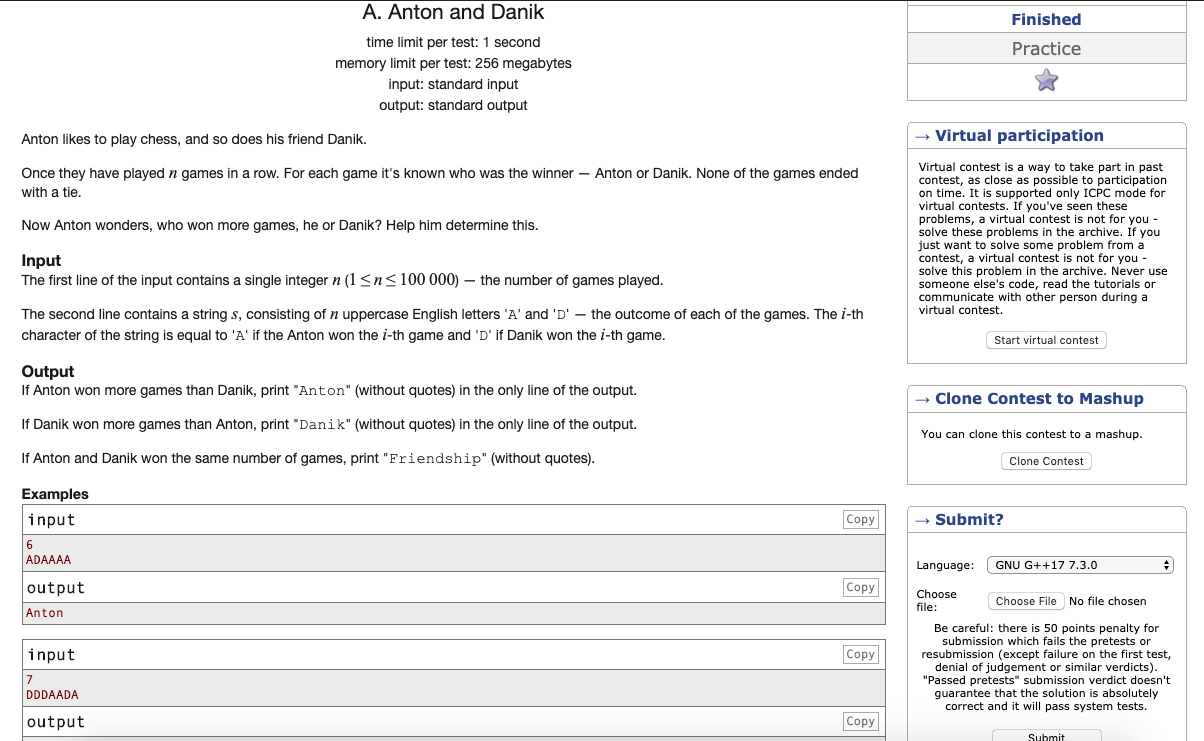 A. Anton and Danik
time limit per test: 1 second
memory limit per test: 256 megabytes
input: standard input
output: standard output
Anton likes to play chess, and so does his friend Danik.
Once they have played n games in a row. For each game it's known who was the winner — Anton or Danik. None of the games ended
with a tie.
Now Anton wonders, who won more games, he or Danik? Help him determine this.
Input
The first line of the input contains a single integer n (1 ≤ n ≤ 100 000) — the number of games played.
The second line contains a string s, consisting of n uppercase English letters 'A' and 'D' — the outcome of each of the games. The i-th
character of the string is equal to 'A' if the Anton won the i-th game and 'D' if Danik won the i-th game.
Output
If Anton won more games than Danik, print "Anton" (without quotes) in the only line of the output.
If Danik won more games than Anton, print "Danik" (without quotes) in the only line of the output.
If Anton and Danik won the same number of games, print "Friendship" (without quotes).
Examples
input
Copy
6
ADAAAA
output
Copy
Anton
input
Copy
7
DDDAADA
output
Copy
Finished
Practice
→ Virtual participation
Virtual contest is a way to take part in past
contest, as close as possible to participation
on time. It is supported only ICPC mode for
virtual contests. If you've seen these
problems, a virtual contest is not for you -
solve these problems in the archive. If you
just want to solve some problem from a
contest, a virtual contest is not for you -
solve this problem in the archive. Never use
someone else's code, read the tutorials or
communicate with other person during a
virtual contest.
Start virtual contest
→ Clone Contest to Mashup
You can clone this contest to a mashup.
Clone Contest
→ Submit?
Language: GNU G++17 7.3.0
Choose
file:
Choose File No file chosen
Be careful: there is 50 points penalty for
submission which fails the pretests or
resubmission (except failure on the first test,
denial of judgement or similar verdicts).
"Passed pretests" submission verdict doesn't
guarantee that the solution is absolutely
correct and it will pass system tests.
Submit